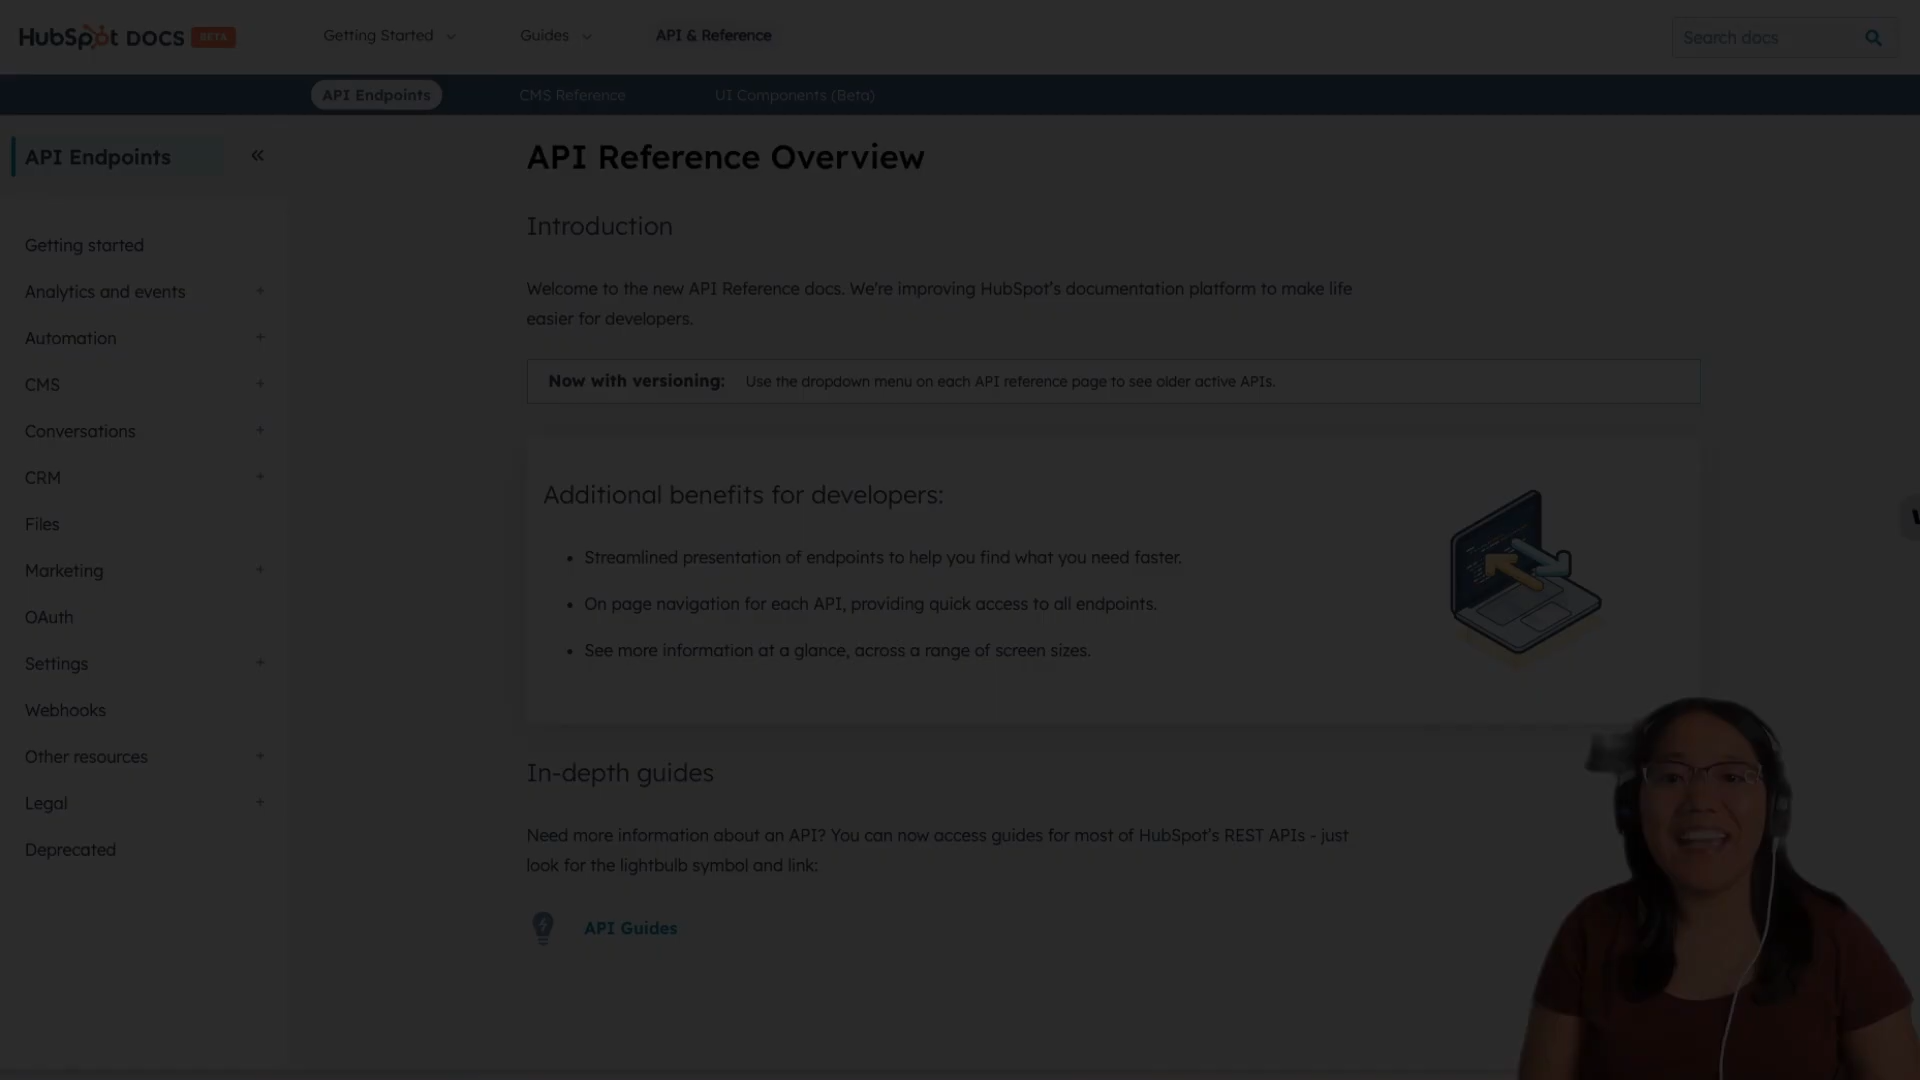 HubSpot DOCS BETA
Getting Started
Guides
API & Reference
Search docs
API Endpoints
CMS Reference
UI Components (Beta)
API Endpoints
«
Getting started
Analytics and events +
Automation +
CMS +
Conversations +
CRM +
Files
Marketing +
OAuth
Settings +
Webhooks
Other resources +
Legal +
Deprecated
API Reference Overview
Introduction
Welcome to the new API Reference docs. We're improving HubSpot's documentation platform to make life
easier for developers.
Now with versioning: Use the dropdown menu on each API reference page to see older active APIs.
Additional benefits for developers:
• Streamlined presentation of endpoints to help you find what you need faster.
• On page navigation for each API, providing quick access to all endpoints.
• See more information at a glance, across a range of screen sizes.
In-depth guides
Need more information about an API? You can now access guides for most of HubSpot's REST APIs - just
look for the lightbulb symbol and link:
API Guides